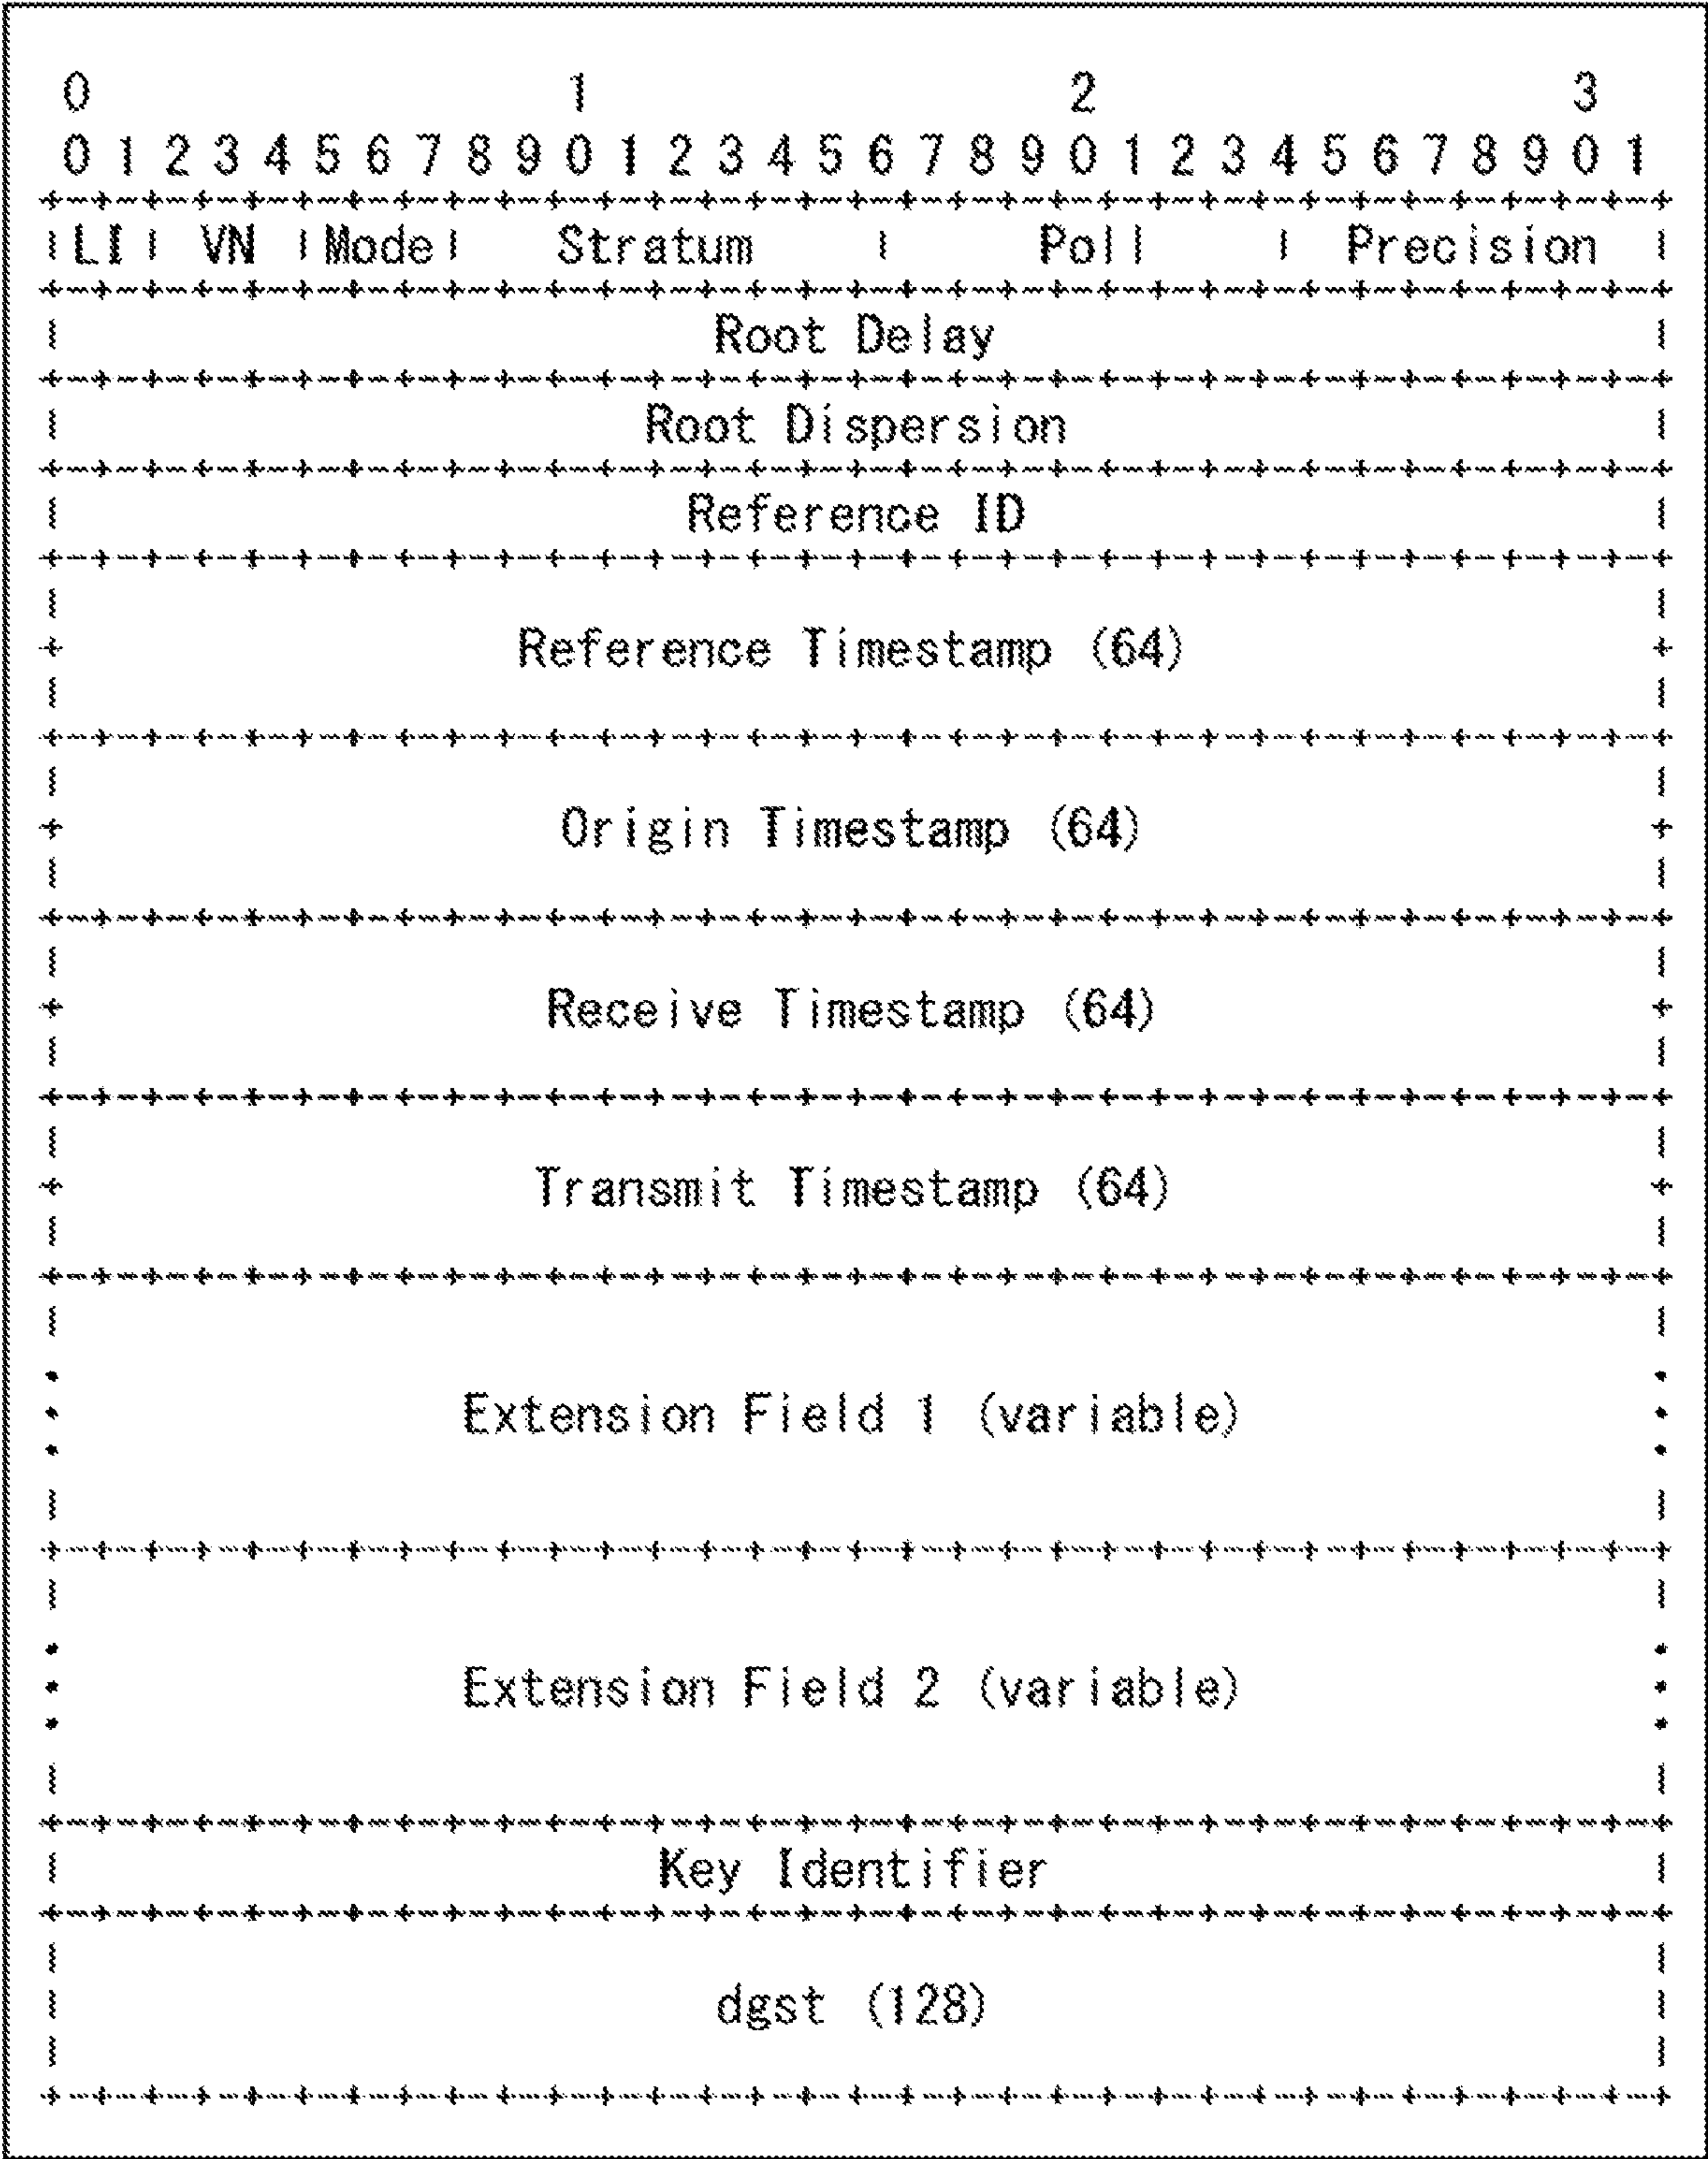 0 1 2 3
0 1 2 3 4 5 6 7 8 9 0 1 2 3 4 5 6 7 8 9 0 1 2 3 4 5 6 7 8 9 0 1
|LI| VN |Mode| Stratum | Poll | Precision |
Root Delay
Root Dispersion
Reference ID
Reference Timestamp (64)
Origin Timestamp (64)
Receive Timestamp (64)
Transmit Timestamp (64)
Extension Field 1 (variable)
Extension Field 2 (variable)
Key Identifier
dgst (128)